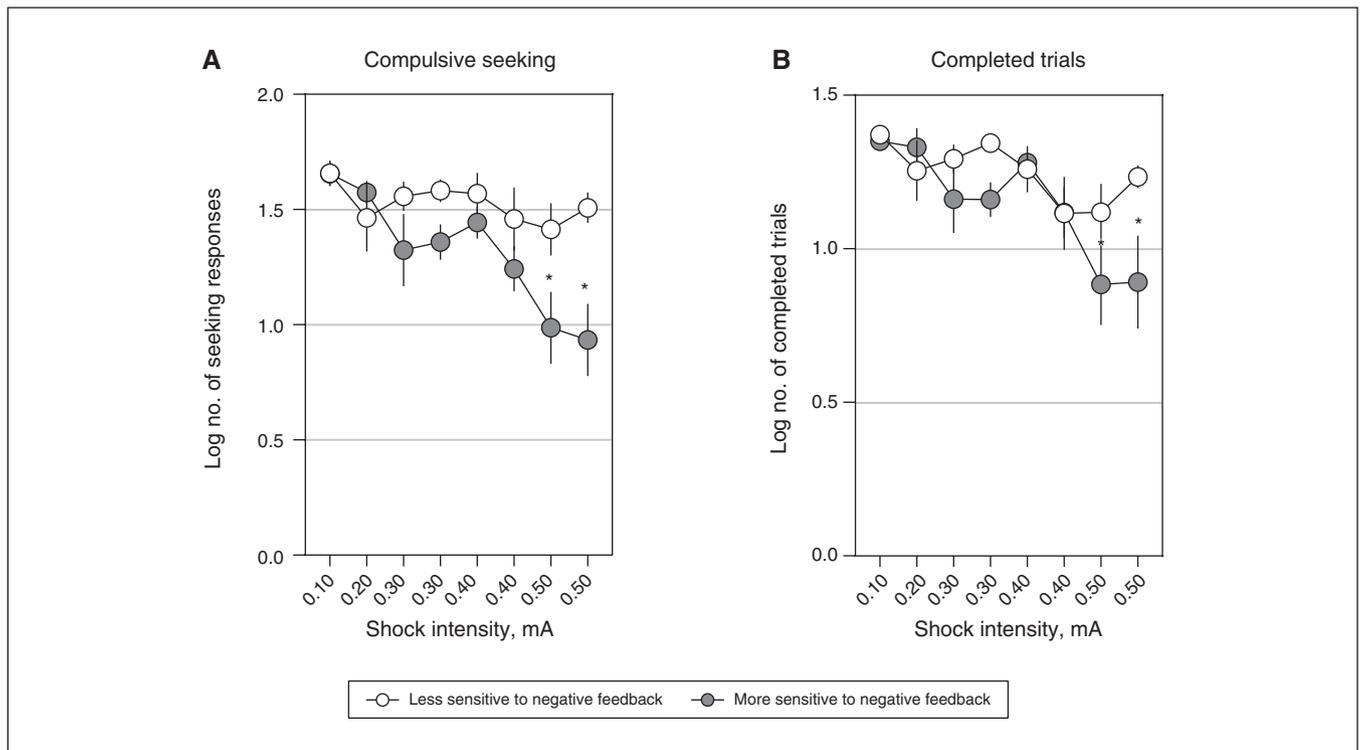 A Compulsive seeking
2.0
1.5
1.0
0.5
0.0
Log no. of seeking responses
*
*
0.10 0.20 0.30 0.30 0.40 0.40 0.50 0.50
Shock intensity, mA
B Completed trials
1.5
1.0
0.5
0.0
Log no. of completed trials
*
*
0.10 0.20 0.30 0.30 0.40 0.40 0.50 0.50
Shock intensity, mA
Less sensitive to negative feedback More sensitive to negative feedback